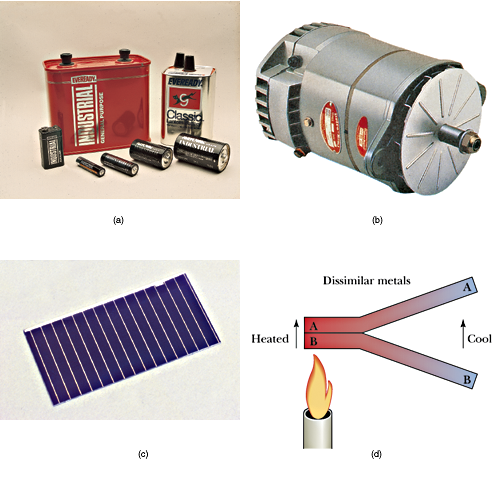 EVEREADY
INDUSTRIAL
GENERAL PURPOSE
EVEREADY
Classic
INDUSTRIAL
INDUSTRIAL
(a)
(b)
(c)
Dissimilar metals
A
A
Heated
B
Cool
B
(d)